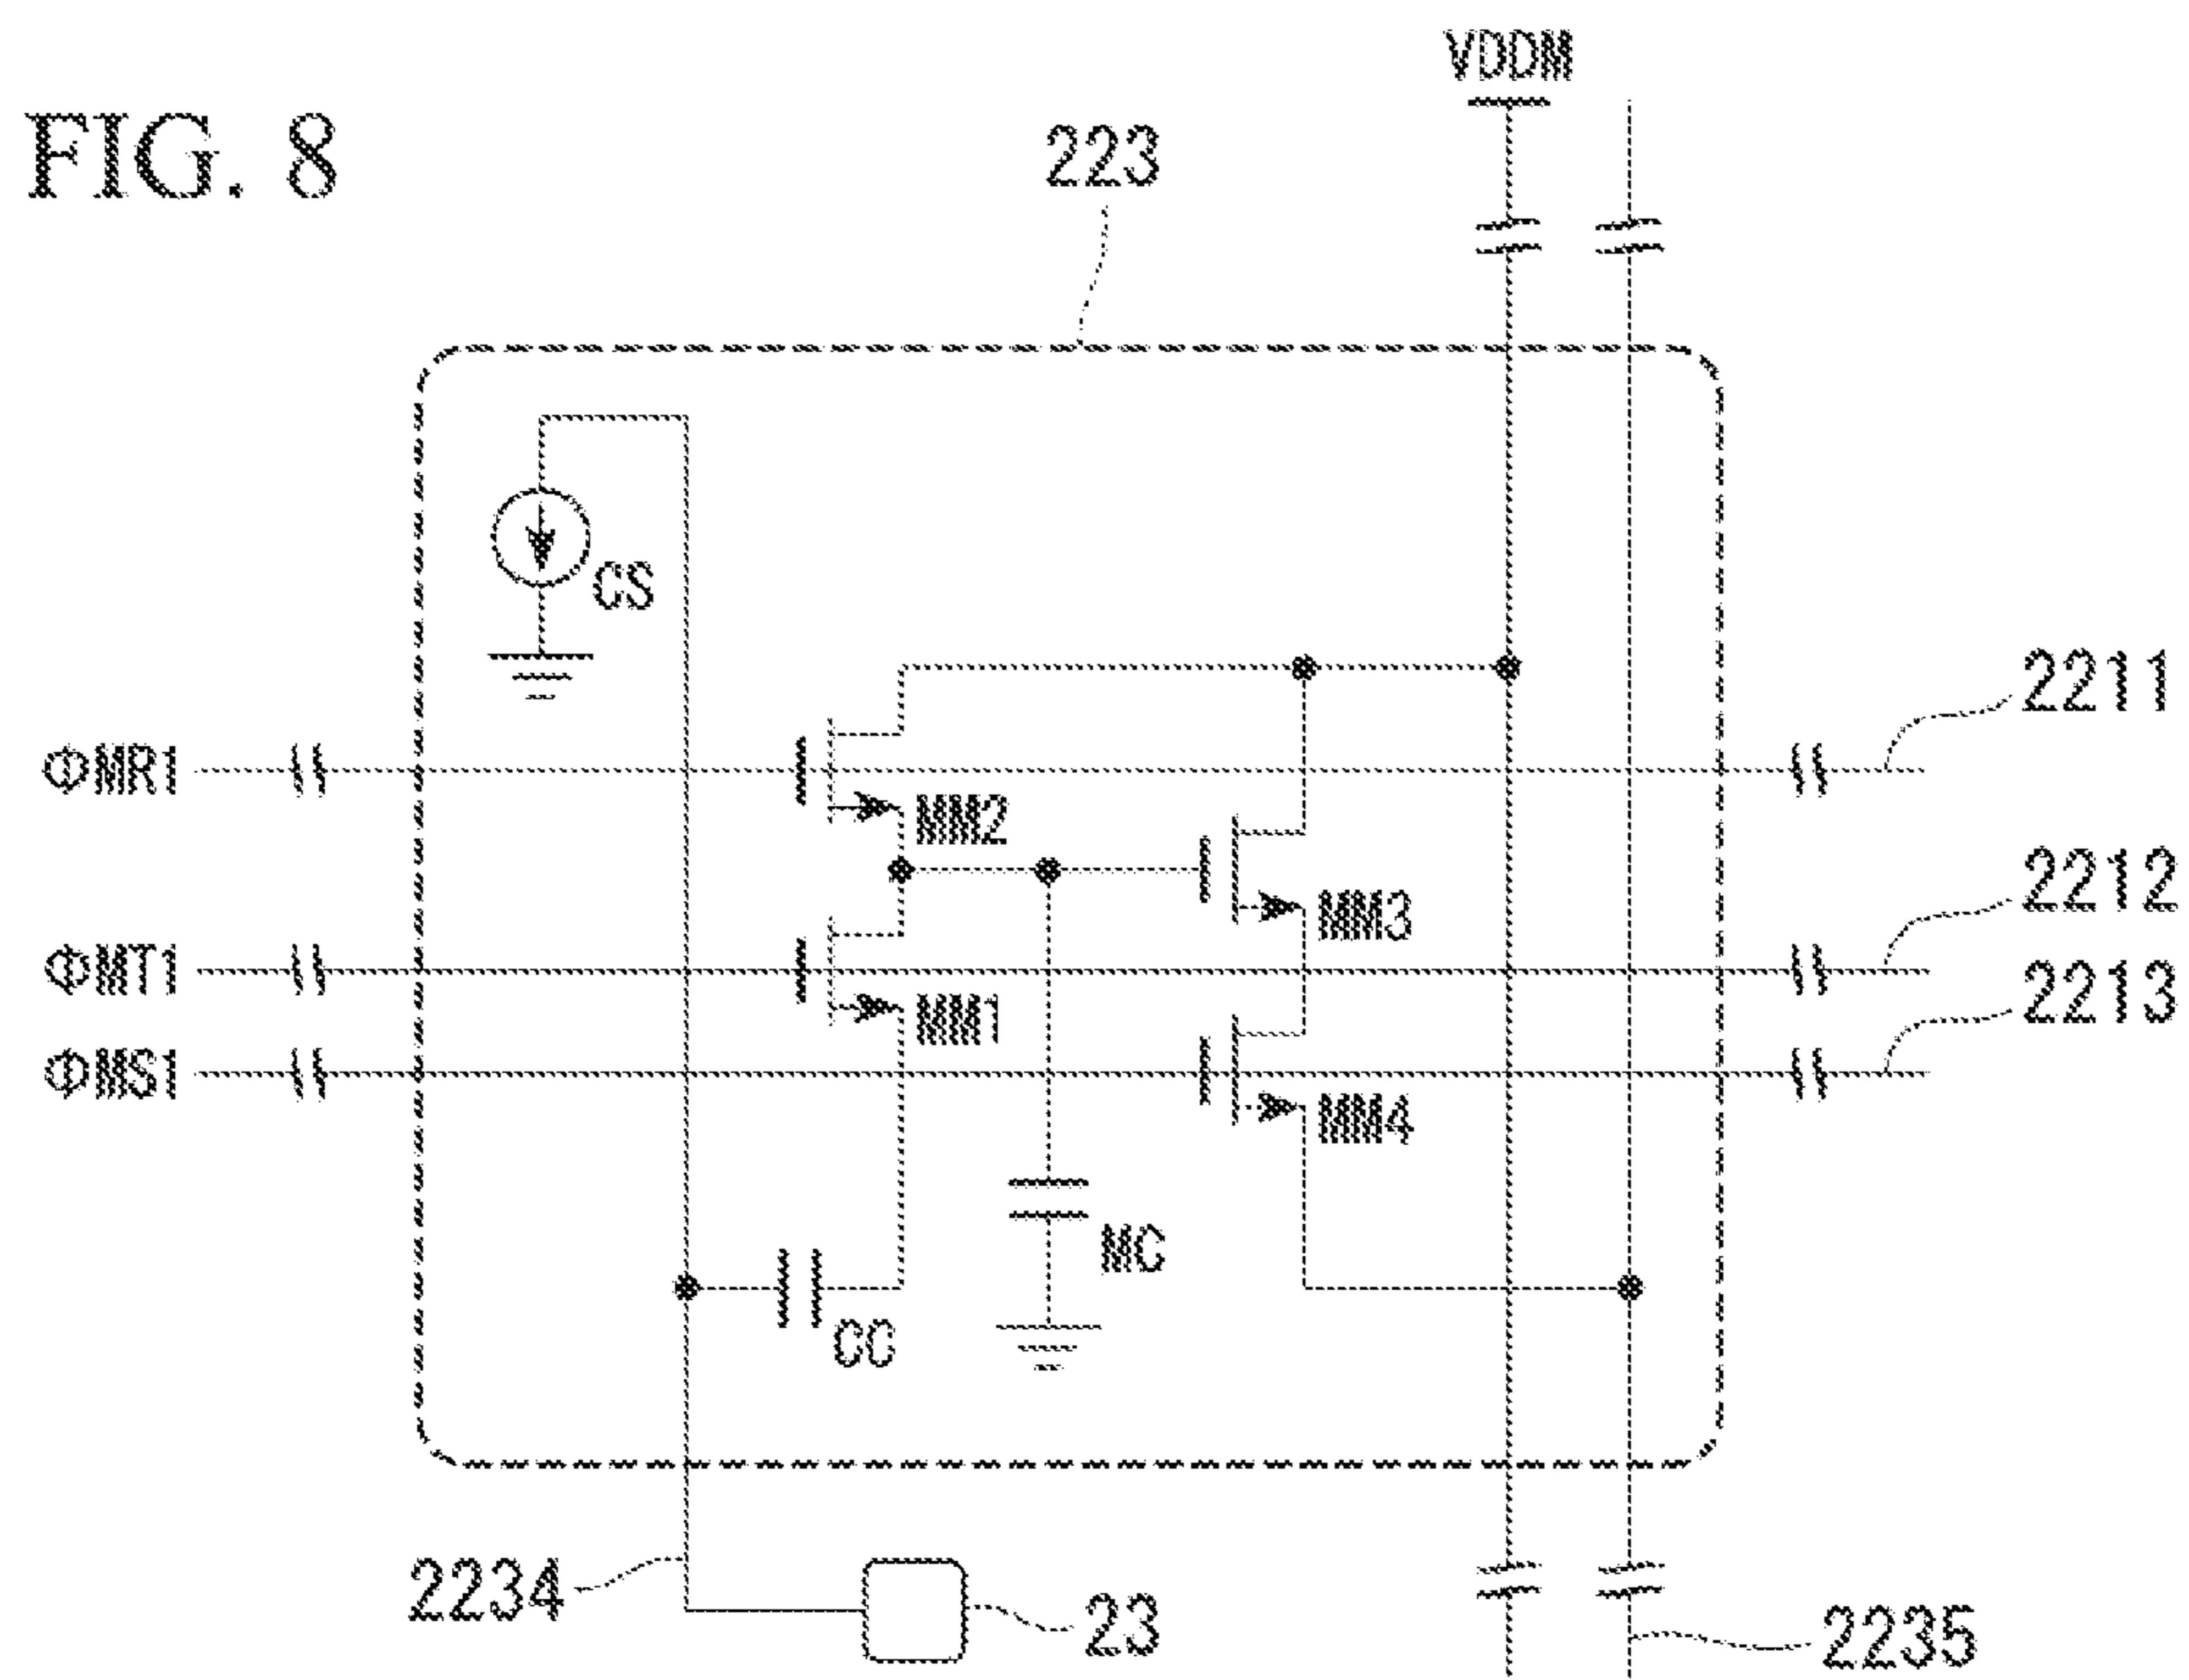 FIG. 8
VDDM
223
CS
2211
ΦMR1
MM2
2212
MM3
ΦMT1
2213
MM1
ΦMS1
MM4
MC
CC
2234
23
2235